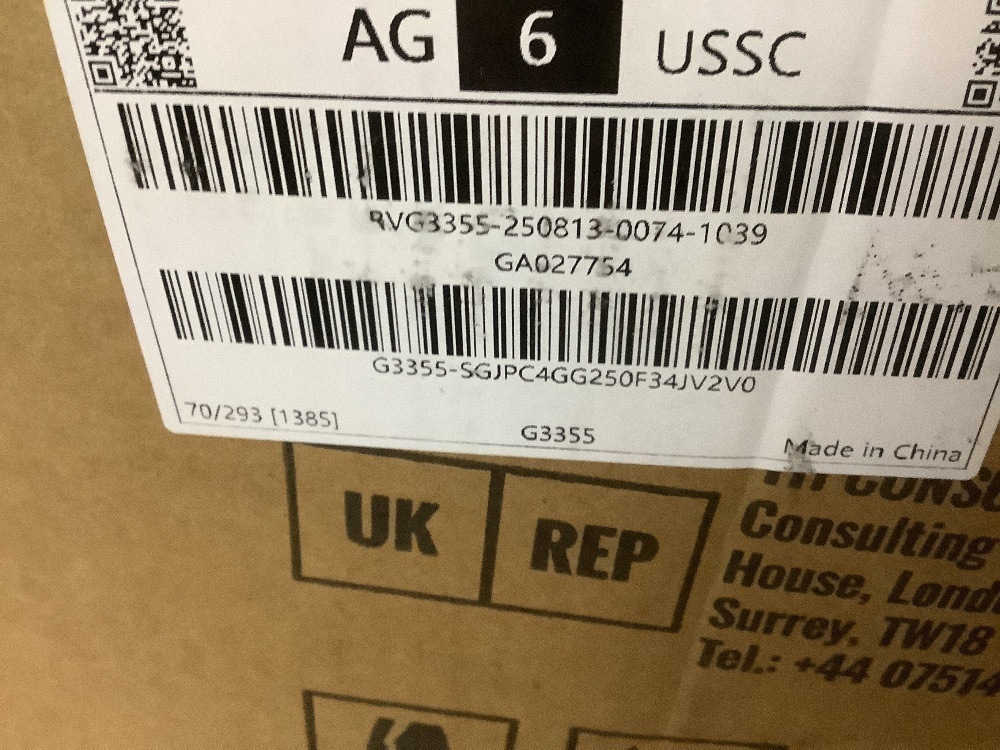 AG 6 USSC
RVG3355-250813-0074-1039
GA027754
G3355-SGJPC4GG250F34JV2V0
70/293 [1385]
G3355
Made in China
UK REP
Consulting
House,
Surrey, TW18
Tel.: +44 07514